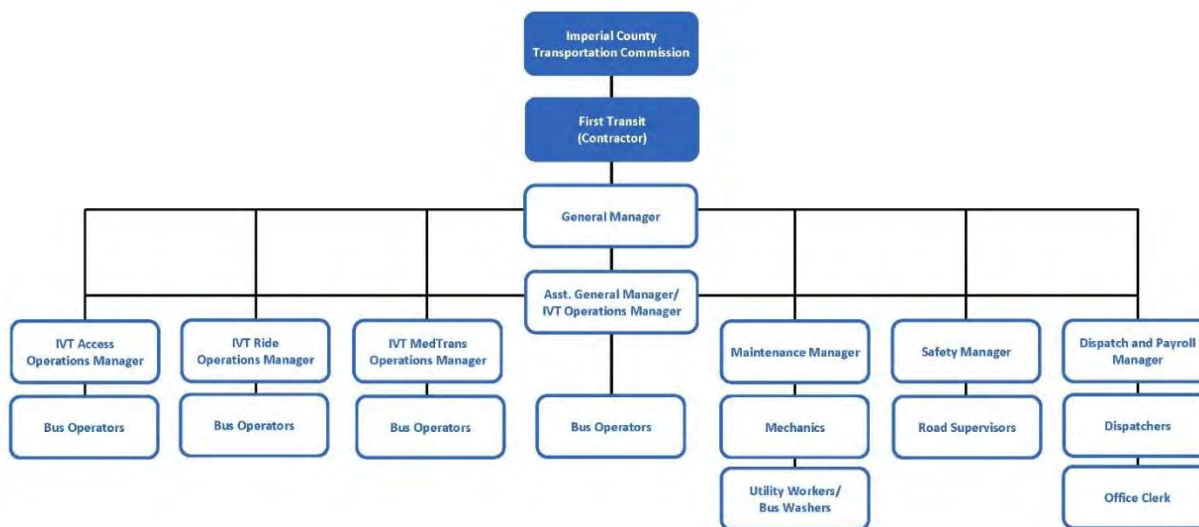 Imperial County
Transportation Commission
First Transit
(Contractor)
General Manager
Asst. General Manager/
IVT Operations Manager
IVT Access
Operations Manager
IVT Ride
Operations Manager
IVT MedTrans
Operations Manager
Maintenance Manager
Safety Manager
Dispatch and Payroll
Manager
Bus Operators
Bus Operators
Bus Operators
Bus Operators
Mechanics
Road Supervisors
Dispatchers
Utility Workers/
Bus Washers
Office Clerk